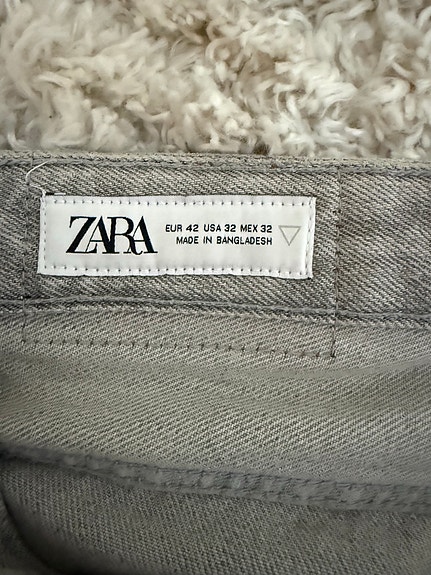 ZARA
EUR 42 USA 32 MEX 32
MADE IN BANGLADESH